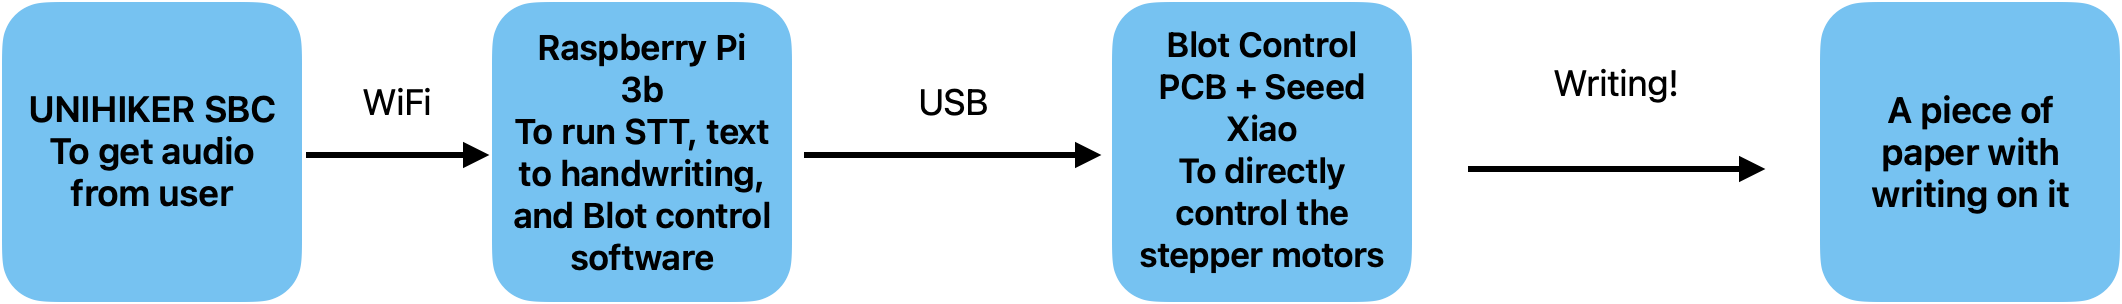 UNIHIKER SBC
To get audio
from user
WiFi
Raspberry Pi
3b
To run STT, text
to handwriting,
and Blot control
software
USB
Blot Control
PCB + Seeed
Xiao
To directly
control the
stepper motors
Writing!
A piece of
paper with
writing on it